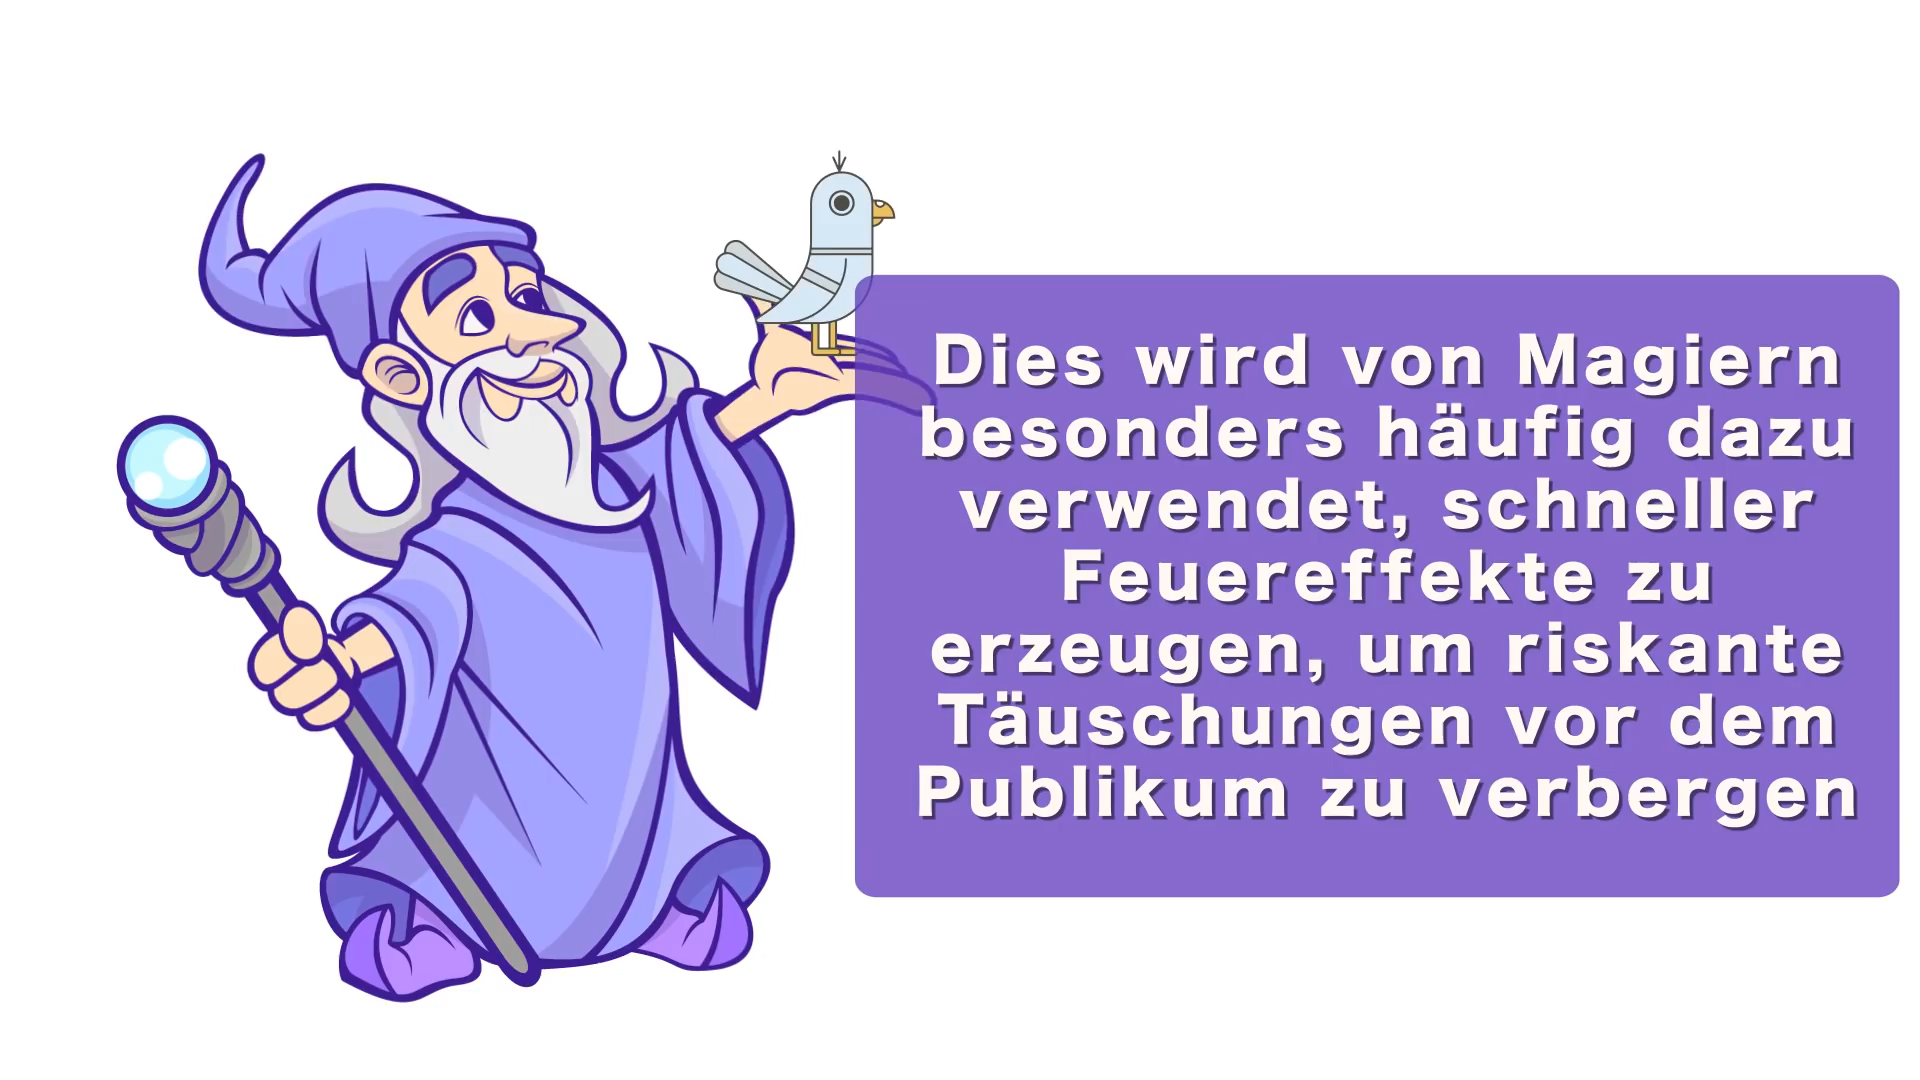 Dies wird von Magiern
besonders häufig dazu
verwendet, schneller
Feuereffekte zu
erzeugen, um riskante
Täuschungen vor dem
Publikum zu verbergen